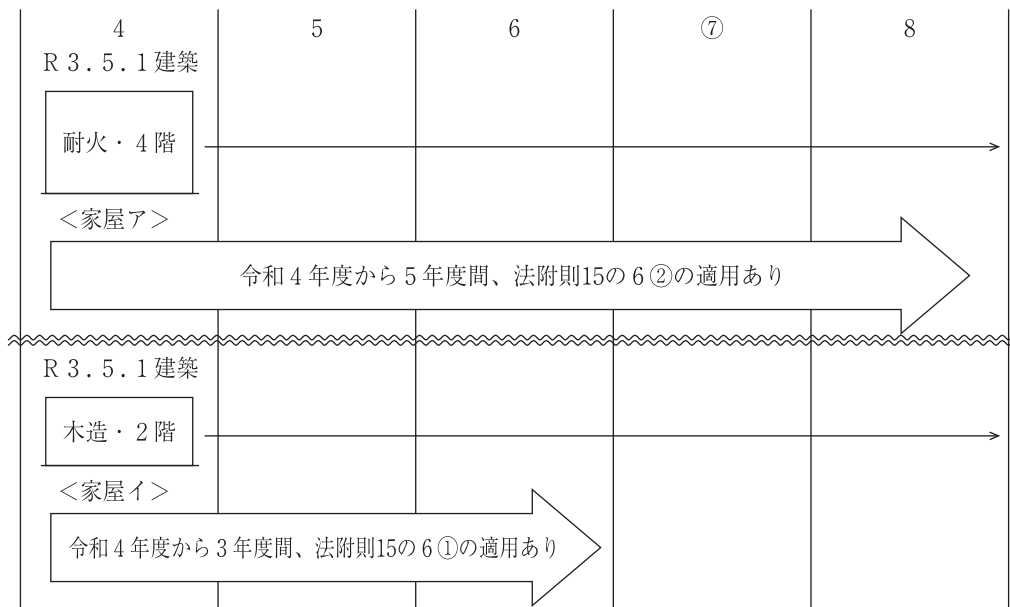 4 5 6 ⑦ 8
R3.5.1建築
耐火・4階
＜家屋ア＞
令和4年度から5年度間、法附則15の6②の適用あり
R3.5.1建築
木造・2階
＜家屋イ＞
令和4年度から3年度間、法附則15の6①の適用あり